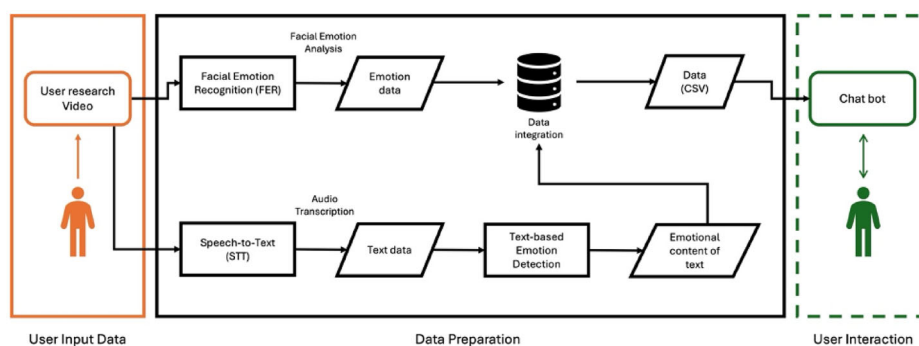 Facial Emotion
Analysis
User research
Video
Facial Emotion
Recognition (FER)
Emotion
data
Data
integration
Data
(CSV)
Chat bot
Audio
Transcription
Speech-to-Text
(STT)
Text data
Text-based
Emotion
Detection
Emotional
content of
text
User Input Data
Data Preparation
User Interaction